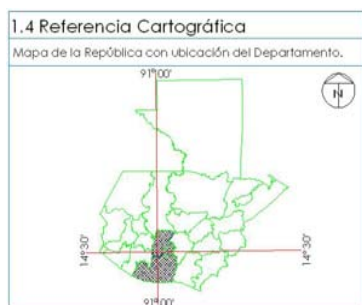 1.4 Referencia Cartográfica
Mapa de la República con ubicación del Departamento.
91°00'
N
14°30'
14°30'
91°00'